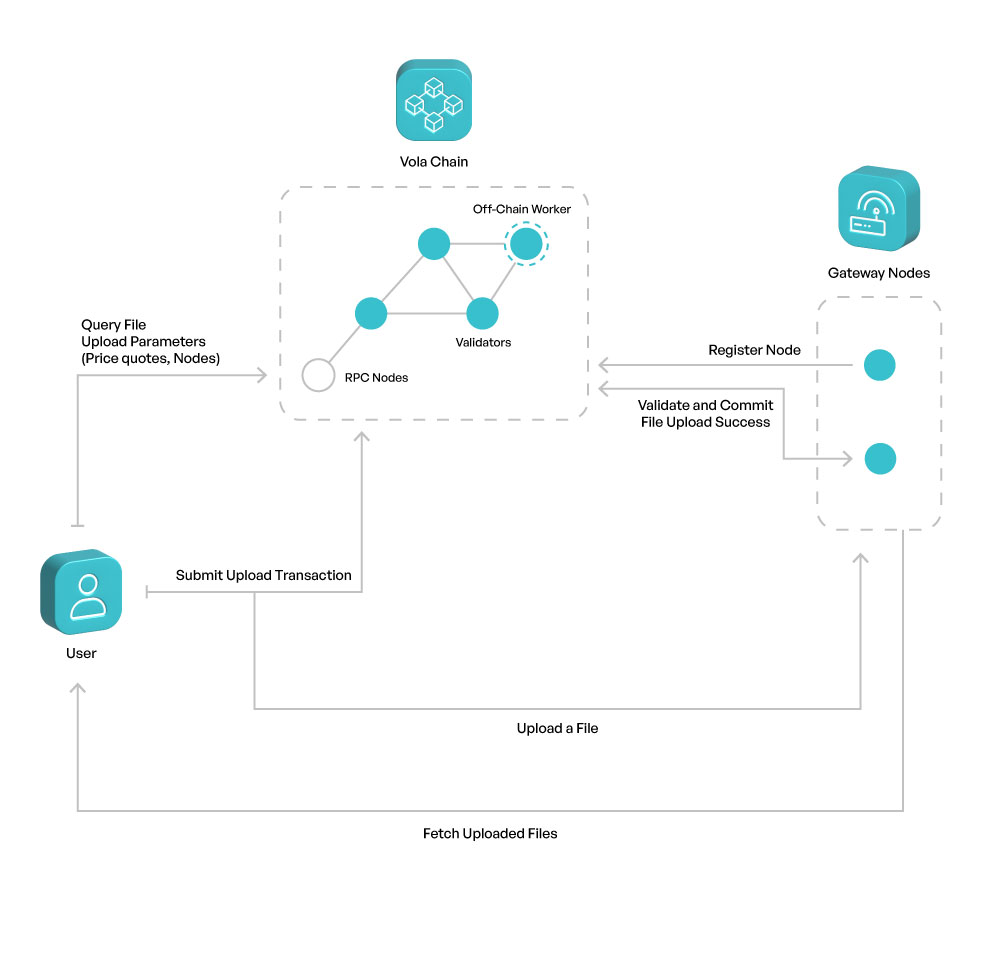 Vola Chain
Off-Chain Worker
Gateway Nodes
Query File
Upload Parameters
(Price quotes, Nodes)
Validators
Register Node
RPC Nodes
Validate and Commit
File Upload Success
Submit Upload Transaction
User
Upload a File
Fetch Uploaded Files